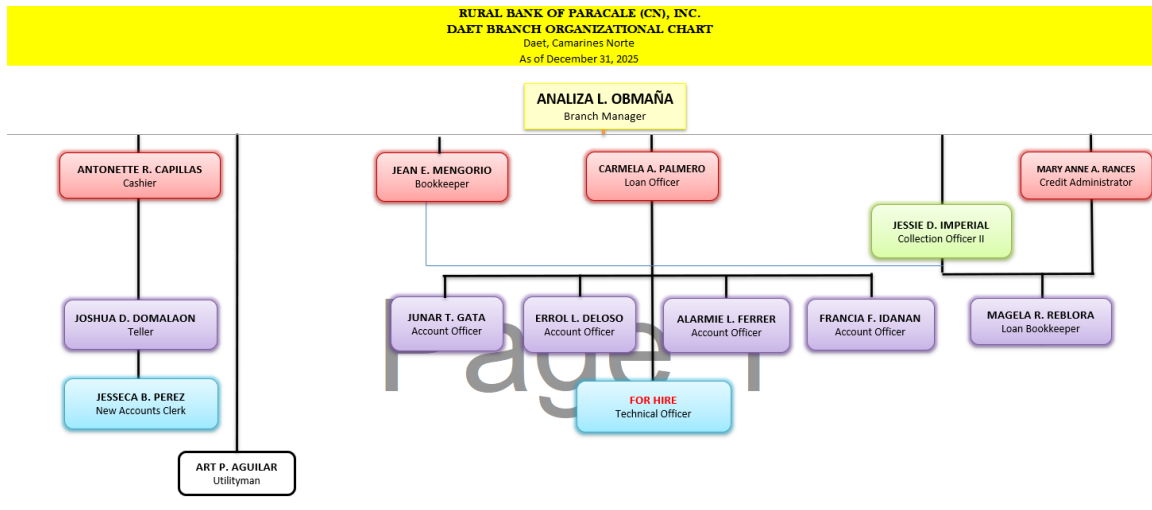 RURAL BANK OF PARACALE (CN), INC.
DAET BRANCH ORGANIZATIONAL CHART
Daet, Camarines Norte
As of December 31, 2025
ANALIZA L. OBMAÑA
Branch Manager
ANTONETTE R. CAPILLAS
Cashier
JEAN E. MENGORIO
Bookkeeper
CARMELA A. PALMERO
Loan Officer
MARY ANNE A. RANCES
Credit Administrator
JESSIE D. IMPERIAL
Collection Officer II
JOSHUA D. DOMALAON
Teller
JUNAR T. GATA
Account Officer
ERROL L. DELOSO
Account Officer
ALARMIE L. FERRER
Account Officer
FRANCIA F. IDANAN
Account Officer
MAGELA R. REBLORA
Loan Bookkeeper
Page 1
JESSECA B. PEREZ
New Accounts Clerk
FOR HIRE
Technical Officer
ART P. AGUILAR
Utilityman